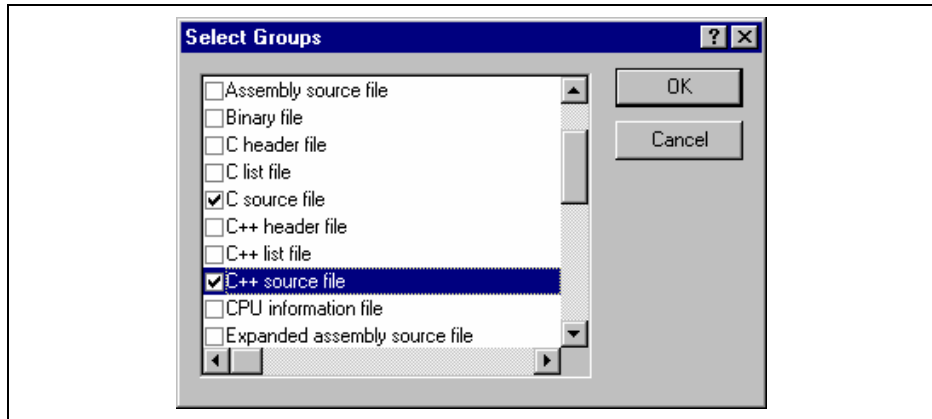 Select Groups
Assembly source file
Binary file
C header file
C list file
C source file
C++ header file
C++ list file
C++ source file
CPU information file
Expanded assembly source file
OK
Cancel